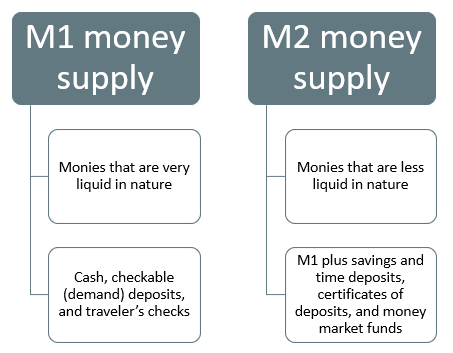 M1 money
supply
Monies that are very
liquid in nature
Cash, checkable
(demand) deposits,
and traveler's checks
M2 money
supply
Monies that are less
liquid in nature
M1 plus savings and
time deposits,
certificates of
deposits, and money
market funds